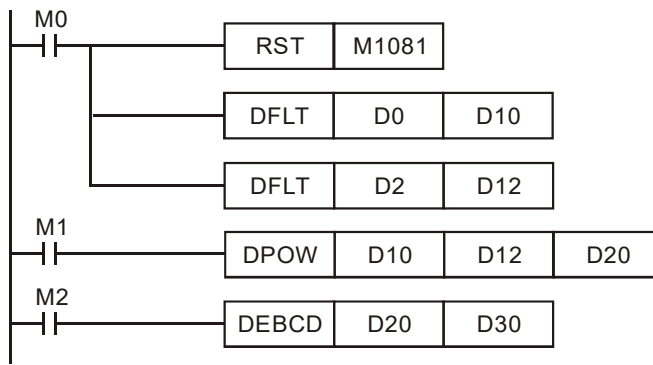 M0
RST M1081
DFLT D0 D10
DFLT D2 D12
M1
DPOW D10 D12 D20
M2
DEBCD D20 D30